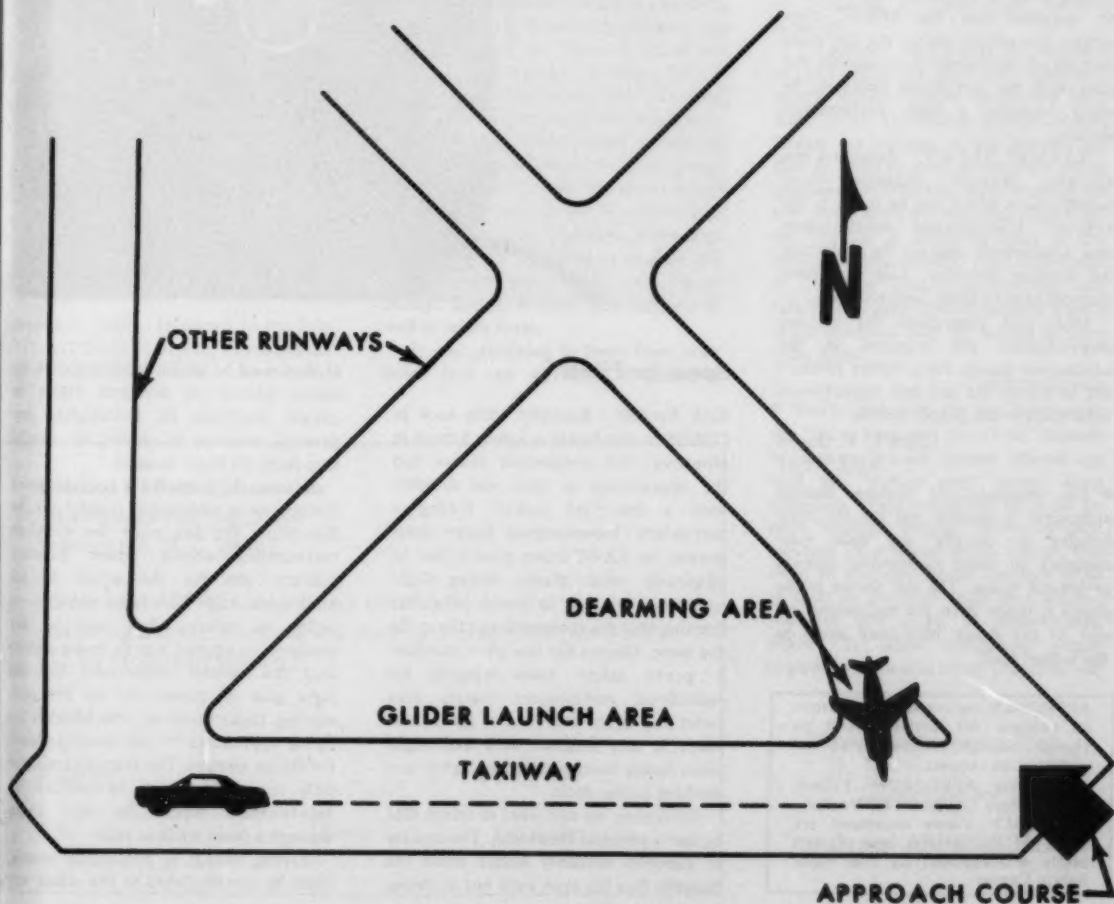 N
OTHER RUNWAYS
DEARMING AREA
GLIDER LAUNCH AREA
TAXIWAY
APPROACH COURSE